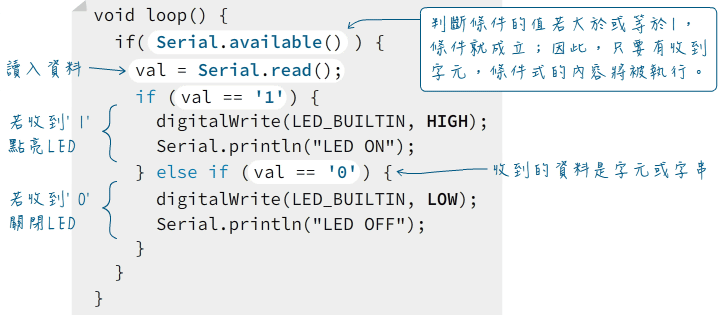 void loop() {
if( Serial.available() ) {
判斷條件的值若大於或等於1，
條件就成立；因此，只要有收到
字元，條件式的內容將被執行。
讀入資料
val = Serial.read();
if (val == '1') {
若收到'1'
點亮LED
digitalWrite(LED_BUILTIN, HIGH);
Serial.println("LED ON");
} else if (val == '0') {
收到的資料是字元或字串
若收到'0'
關閉LED
digitalWrite(LED_BUILTIN, LOW);
Serial.println("LED OFF");
}
}
}